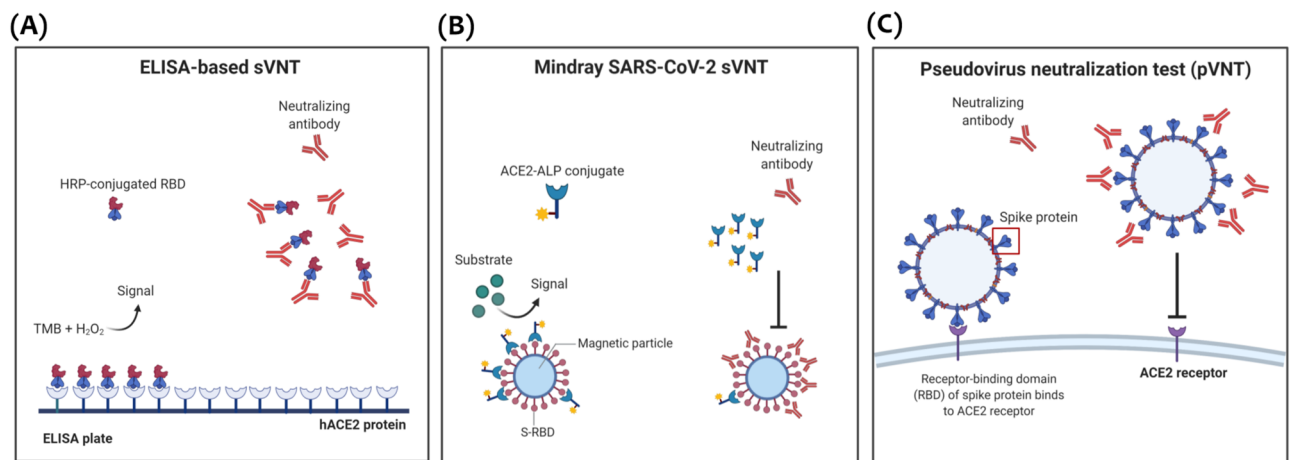 (A)
ELISA-based sVNT
Neutralizing
antibody
HRP-conjugated RBD
Signal
TMB + H₂O₂
hACE2 protein
ELISA plate
(B)
Mindray SARS-CoV-2 sVNT
Neutralizing
antibody
ACE2-ALP conjugate
Substrate
Signal
Magnetic particle
S-RBD
(C)
Pseudovirus neutralization test (pVNT)
Neutralizing
antibody
Spike protein
Receptor-binding domain
(RBD) of spike protein binds
to ACE2 receptor
ACE2 receptor